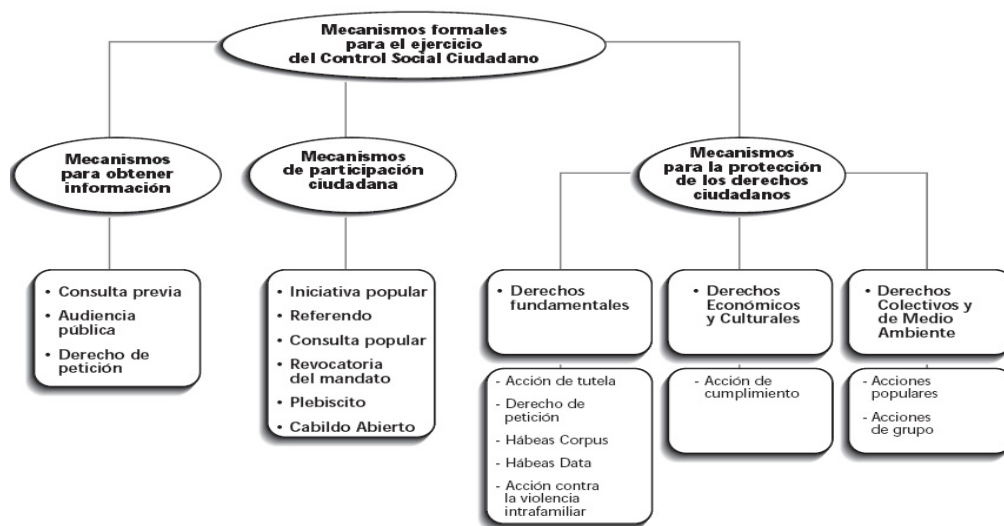 Mecanismos formales
para el ejercicio
del Control Social Ciudadano
Mecanismos
para obtener
información
Mecanismos
de participación
ciudadana
Mecanismos
para la protección
de los derechos
ciudadanos
• Consulta previa
• Audiencia
pública
• Derecho de
petición
• Iniciativa popular
• Referendo
• Consulta popular
• Revocatoria
del mandato
• Plebiscito
• Cabildo Abierto
• Derechos
fundamentales
• Derechos
Económicos
y Culturales
• Derechos
Colectivos y
de Medio
Ambiente
- Acción de tutela
- Derecho de
petición
- Hábeas Corpus
- Hábeas Data
- Acción contra
la violencia
intrafamiliar
- Acción de
cumplimiento
- Acciones
populares
- Acciones
de grupo